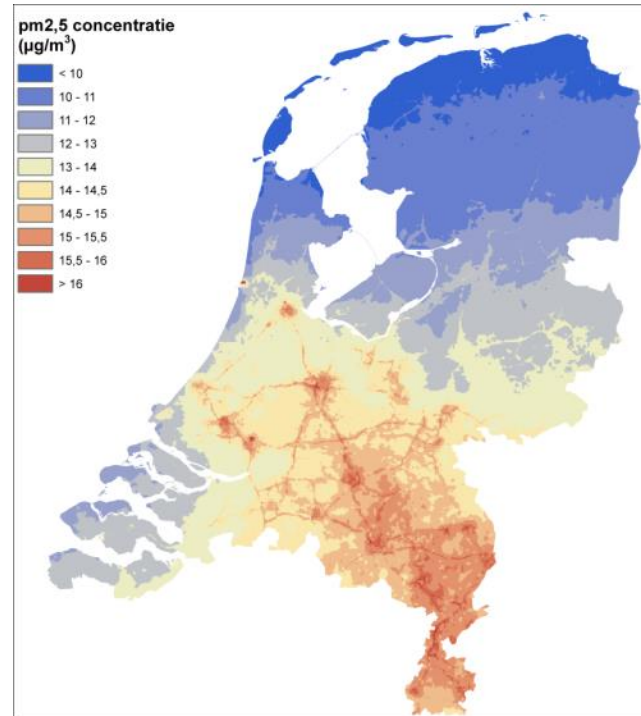 pm2,5 concentratie
(µg/m³)
< 10
10 - 11
11 - 12
12 - 13
13 - 14
14 - 14,5
14,5 - 15
15 - 15,5
15,5 - 16
> 16